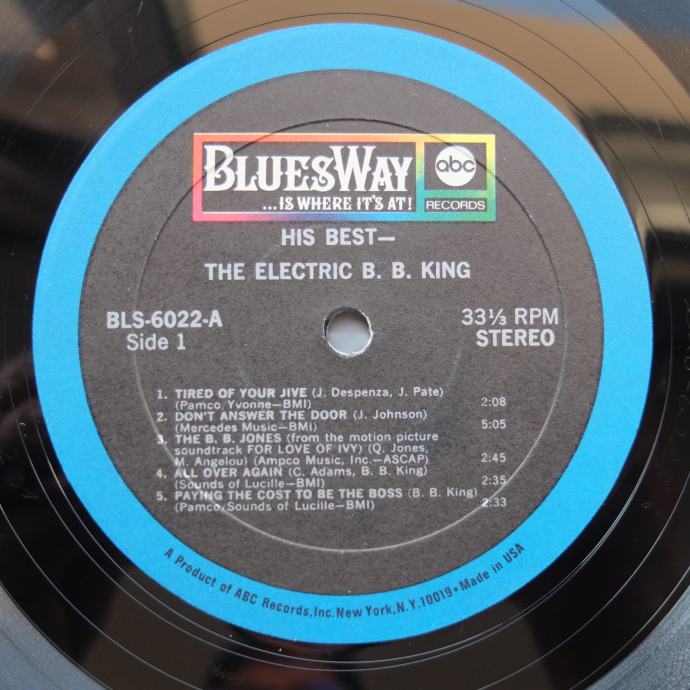 BLUESWAY
...IS WHERE IT'S AT!
abc
RECORDS
HIS BEST—
THE ELECTRIC B. B. KING
BLS-6022-A
Side 1
33⅓ RPM
STEREO
1. TIRED OF YOUR JIVE (J. Despenza, J. Pate)
(Pamco, Yvonne—BMI) 2:08
2. DON'T ANSWER THE DOOR (J. Johnson)
(Mercedes Music—BMI) 5:05
3. THE B. B. JONES (from the motion picture
soundtrack FOR LOVE OF IVY) (Q. Jones,
M. Angelou) (Ampco Music, Inc.—ASCAP) 2:45
4. ALL OVER AGAIN (C. Adams, B. B. King)
(Sounds of Lucille—BMI) 2:35
5. PAYING THE COST TO BE THE BOSS (B. B. King)
(Pamco, Sounds of Lucille—BMI) 2:33
A Product of ABC Records, Inc. New York, N.Y. 10019 • Made in USA